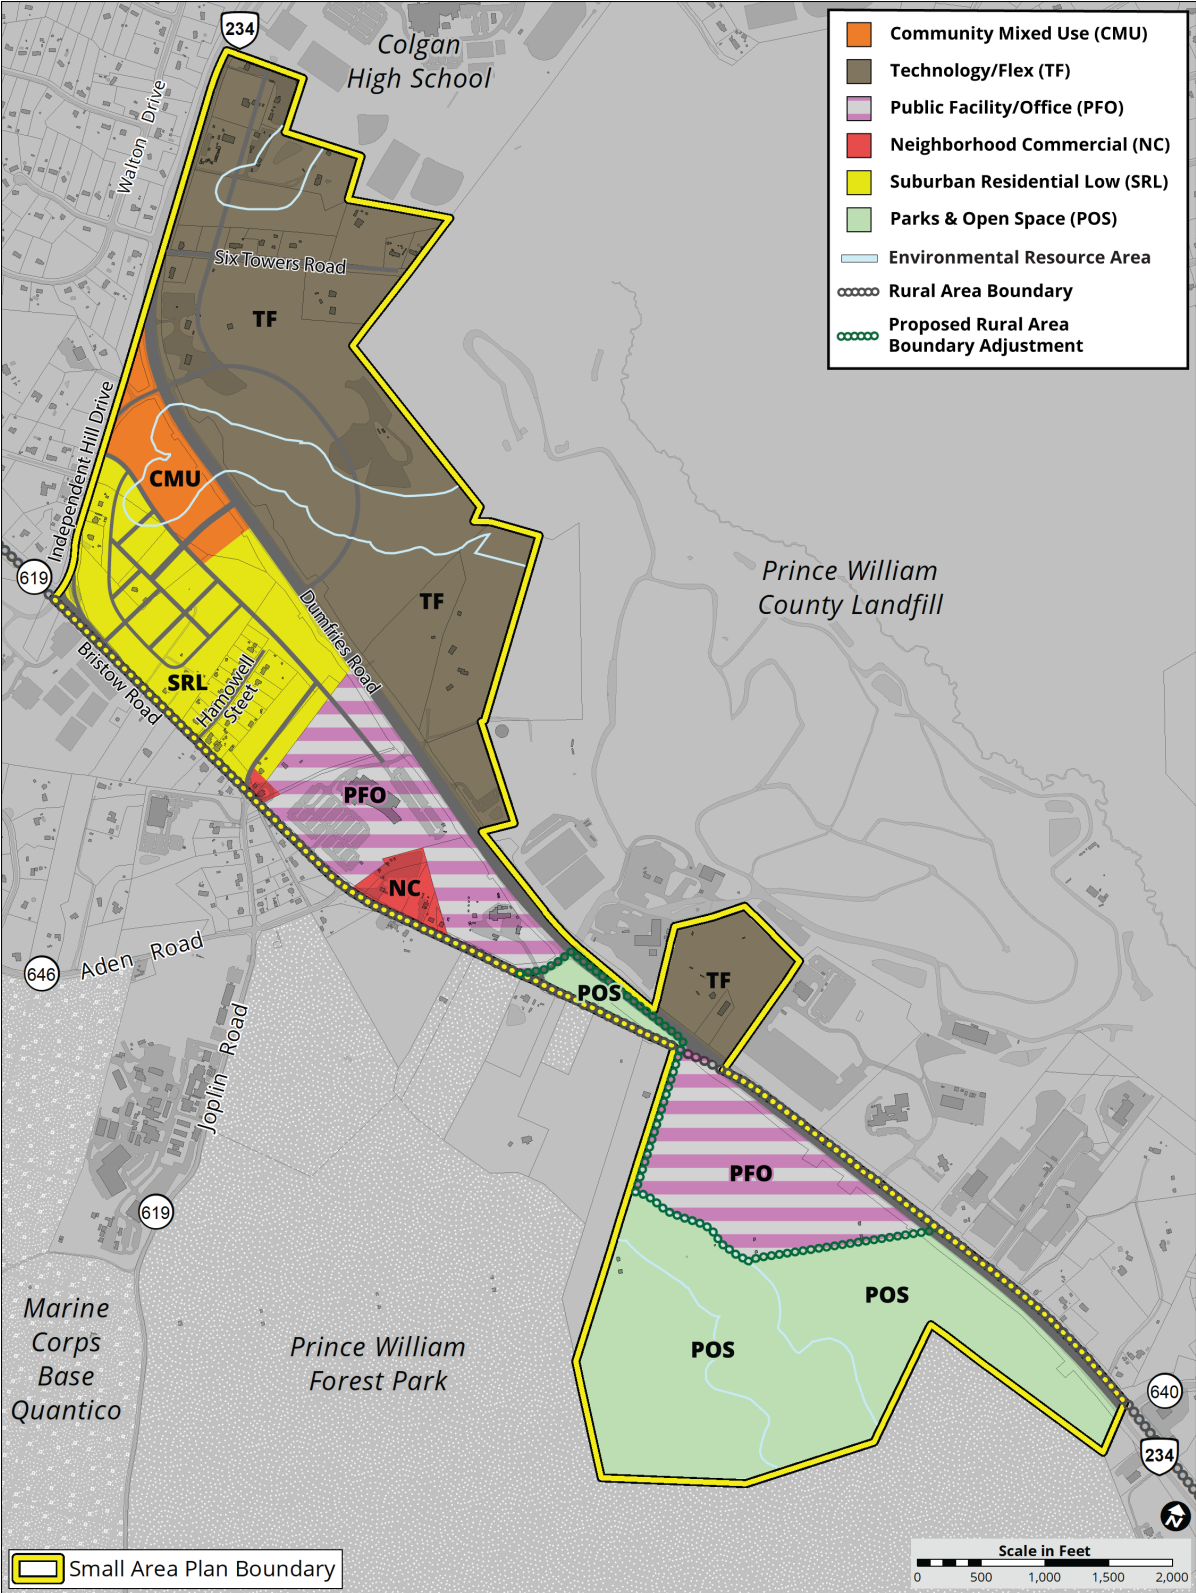 234
Colgan
High School
Walton Drive
Community Mixed Use (CMU)
Technology/Flex (TF)
Public Facility/Office (PFO)
Neighborhood Commercial (NC)
Suburban Residential Low (SRL)
Parks & Open Space (POS)
Environmental Resource Area
Rural Area Boundary
Proposed Rural Area
Boundary Adjustment
Six Towers Road
TF
Independent Hill Drive
CMU
619
Prince William
County Landfill
TF
Dumfries Road
Bristow Road
SRL
Hamowell
Steet
PFO
NC
Aden Road
646
POS
TF
Joplin Road
PFO
619
POS
POS
Marine
Corps
Base
Quantico
Prince William
Forest Park
640
234
N
Small Area Plan Boundary
Scale in Feet
0 500 1,000 1,500 2,000